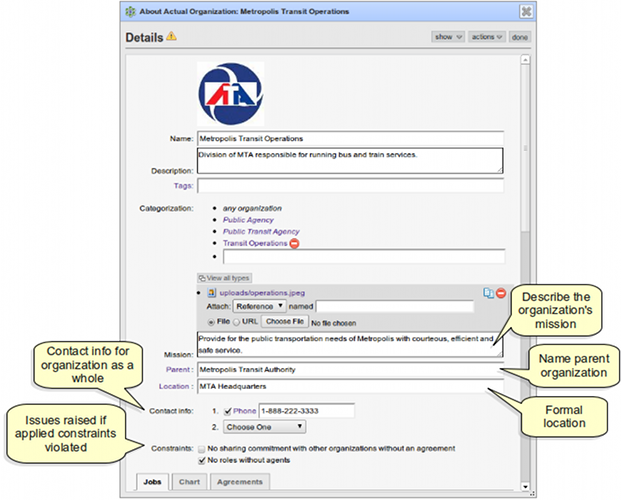 About Actual Organization: Metropolis Transit Operations
Details
show
actions
done
ATA
Name: Metropolis Transit Operations
Description: Division of MTA responsible for running bus and train services.
Tags:
Categorization:
any organization
Public Agency
Public Transit Agency
Transit Operations
View all types
uploads/operations.jpeg
Attach: Reference named
File URL Choose File No file chosen
Mission: Provide for the public transportation needs of Metropolis with courteous, efficient and
safe service.
Parent: Metropolis Transit Authority
Location: MTA Headquarters
Contact info: 1. Phone 1-888-222-3333
2. Choose One
Constraints: No sharing commitment with other organizations without an agreement
No roles without agents
Jobs
Chart
Agreements
Describe the
organization's
mission
Name parent
organization
Formal
location
Contact info for
organization as a
whole
Issues raised if
applied constraints
violated